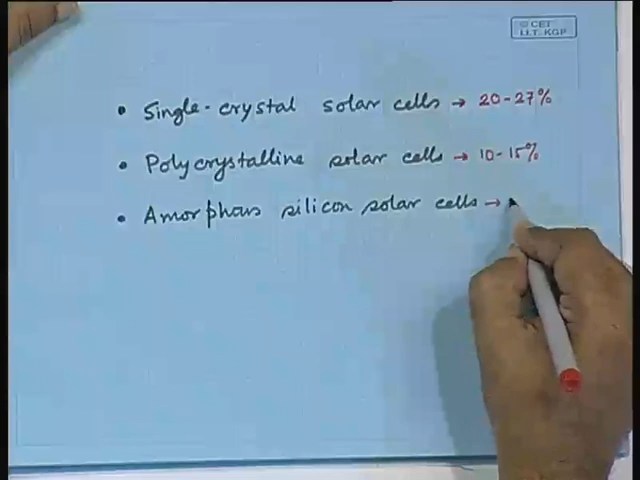 © CET
I.I.T. KGP
• Single-crystal solar cells → 20-27%
• Polycrystalline solar cells → 10-15%
• Amorphous silicon solar cells →